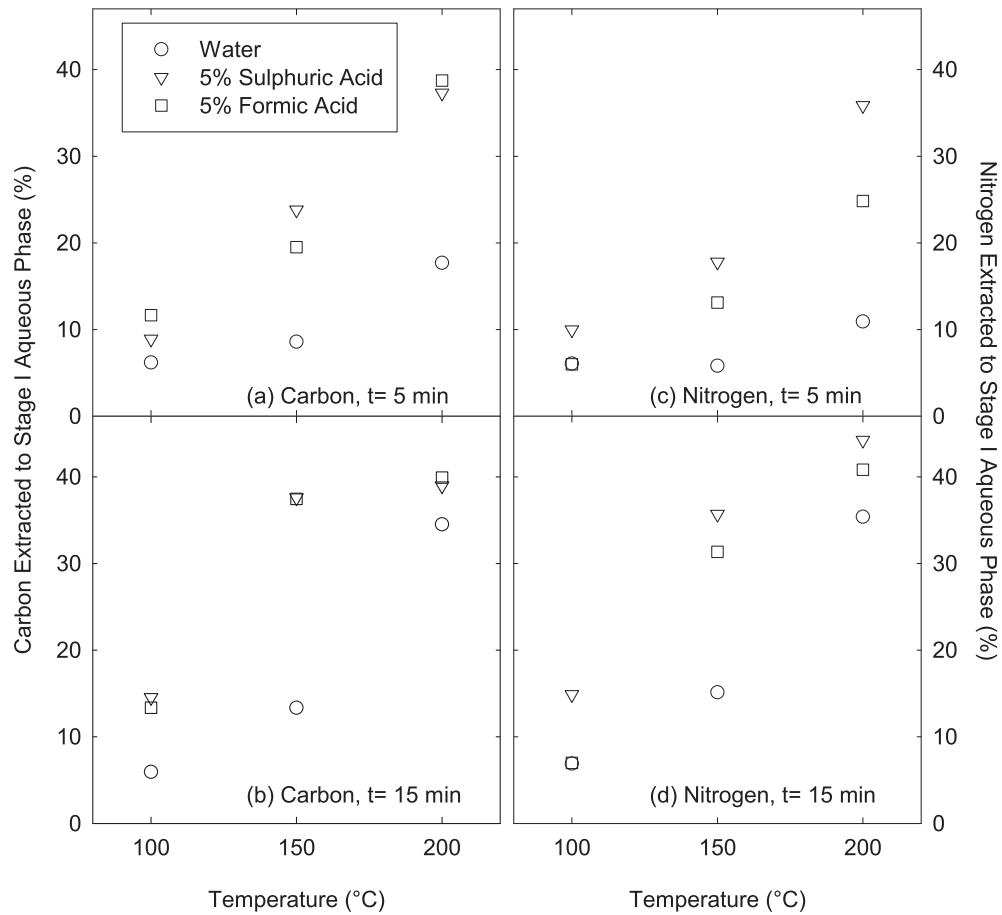 Water
5% Sulphuric Acid
5% Formic Acid
Carbon Extracted to Stage I Aqueous Phase (%)
40
30
20
10
0
(a) Carbon, t= 5 min
(c) Nitrogen, t= 5 min
40
30
20
10
0
Nitrogen Extracted to Stage I Aqueous Phase (%)
40
30
20
10
0
(b) Carbon, t= 15 min
(d) Nitrogen, t= 15 min
40
30
20
10
0
100 150 200
100 150 200
Temperature (°C)
Temperature (°C)